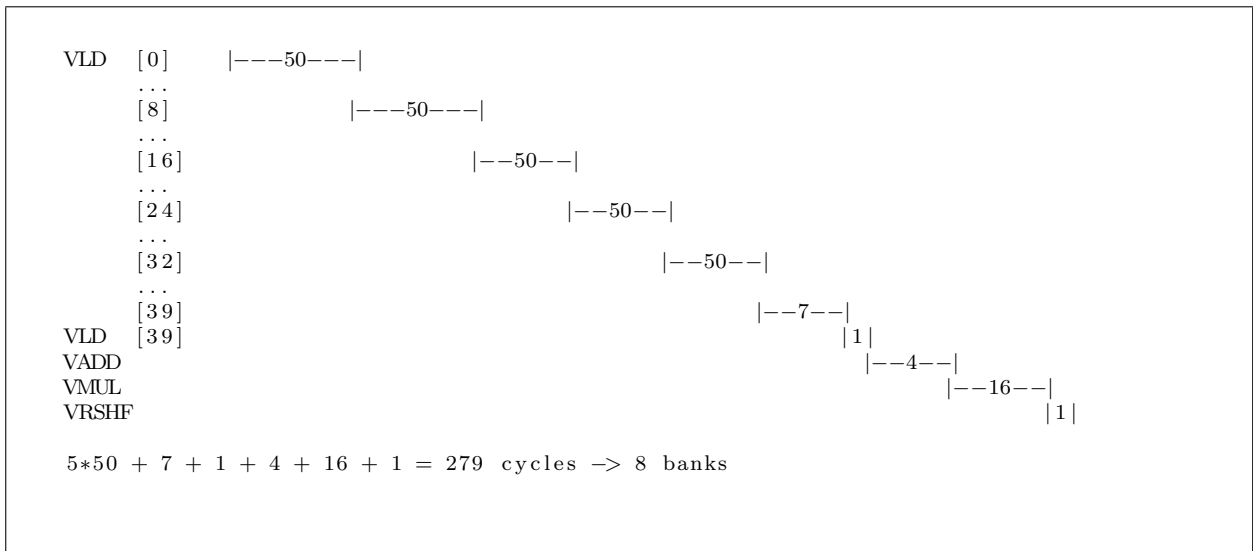 VLD [0] |---50---|
...
[8] |---50---|
...
[16] |--50--|
...
[24] |--50--|
...
[32] |--50--|
...
[39] |--7--|
VLD [39] |1|
VADD |--4--|
VMUL |--16--|
VRSHF |1|
5*50 + 7 + 1 + 4 + 16 + 1 = 279 cycles -> 8 banks